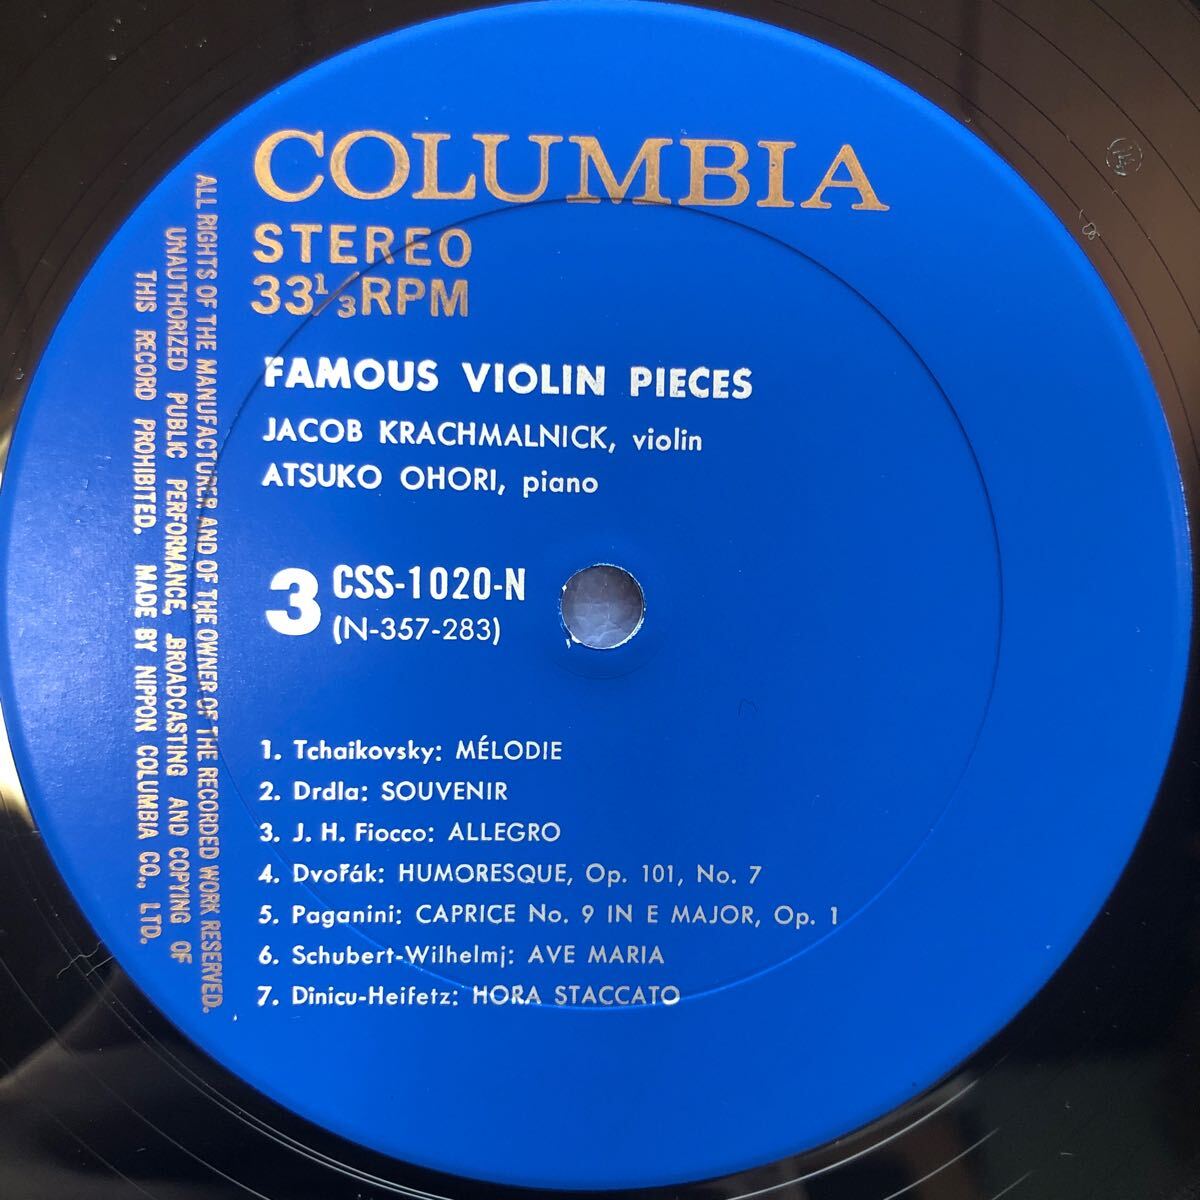 COLUMBIA
STEREO
33 1/3 RPM
FAMOUS VIOLIN PIECES
JACOB KRACHMALNICK, violin
ATSUKO OHORI, piano
3 CSS-1020-N
(N-357-283)
1. Tchaikovsky: MÉLODIE
2. Drdla: SOUVENIR
3. J. H. Fiocco: ALLEGRO
4. Dvořák: HUMORESQUE, Op. 101, No. 7
5. Paganini: CAPRICE No. 9 IN E MAJOR, Op. 1
6. Schubert-Wilhelmj: AVE MARIA
7. Dinicu-Heifetz: HORA STACCATO
ALL RIGHTS OF THE MANUFACTURER AND OF THE OWNER OF THE RECORDED WORK RESERVED.
UNAUTHORIZED PUBLIC PERFORMANCE, BROADCASTING AND COPYING OF
THIS RECORD PROHIBITED. MADE BY NIPPON COLUMBIA CO., LTD.